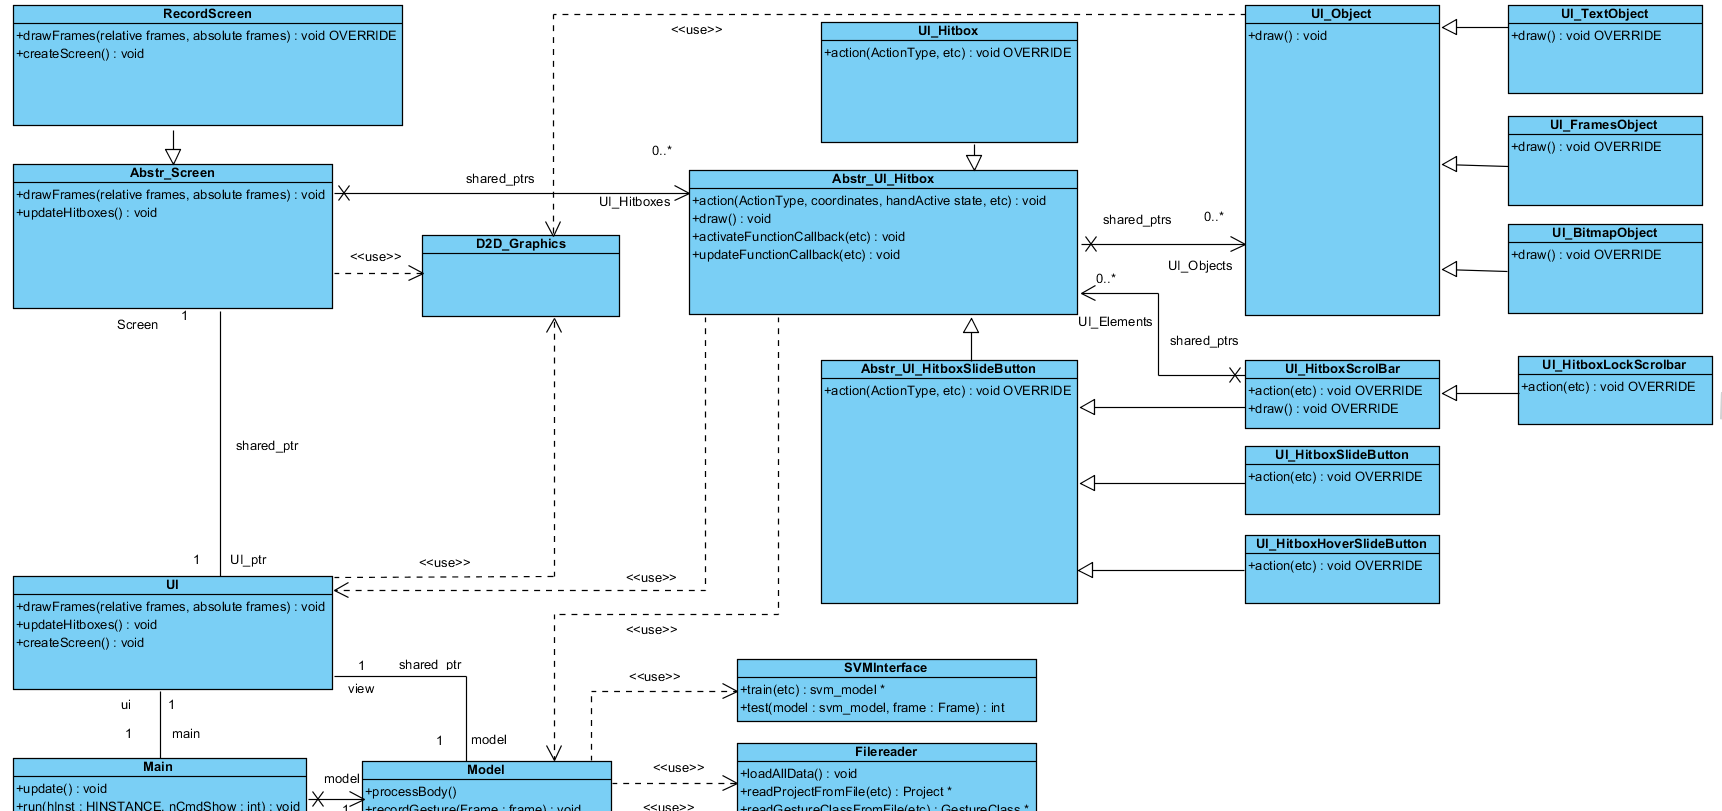 RecordScreen
+drawFrames(relative frames, absolute frames) : void OVERRIDE
+createScreen() : void
<<use>>
UI_Hitbox
+action(ActionType, etc) : void OVERRIDE
UI_Object
+draw() : void
UI_TextObject
+draw() : void OVERRIDE
UI_FramesObject
+draw() : void OVERRIDE
UI_BitmapObject
+draw() : void OVERRIDE
Abstr_Screen
+drawFrames(relative frames, absolute frames) : void
+updateHitboxes() : void
shared_ptrs
0..*
UI_Hitboxes
Abstr_UI_Hitbox
+action(ActionType, coordinates, handActive state, etc) : void
+draw() : void
+activateFunctionCallback(etc) : void
+updateFunctionCallback(etc) : void
shared_ptrs
0..*
UI_Objects
<<use>>
D2D_Graphics
0..*
UI_Elements
shared_ptrs
1
Screen
Abstr_UI_HitboxSlideButton
+action(ActionType, etc) : void OVERRIDE
UI_HitboxScrolBar
+action(etc) : void OVERRIDE
+draw() : void OVERRIDE
UI_HitboxLockScrolbar
+action(etc) : void OVERRIDE
UI_HitboxSlideButton
+action(etc) : void OVERRIDE
UI_HitboxHoverSlideButton
+action(etc) : void OVERRIDE
shared_ptr
1
UI_ptr
<<use>>
<<use>>
<<use>>
UI
+drawFrames(relative frames, absolute frames) : void
+updateHitboxes() : void
+createScreen() : void
1
shared_ptr
view
ui
1
1
main
1
model
<<use>>
SVMInterface
+train(etc) : svm_model *
+test(model : svm_model, frame : Frame) : int
Main
+update() : void
+run(hInst : HINSTANCE, nCmdShow : int) : void
model
1
Model
+processBody()
+recordGesture(Frame : frame) : void
<<use>>
<<use>>
Filereader
+loadAllData() : void
+readProjectFromFile(etc) : Project *
+readGestureClassFromFile(etc) : GestureClass *